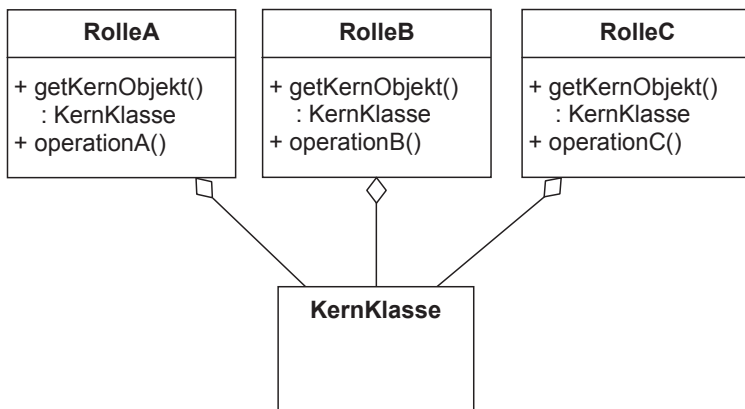 RolleA
+ getKernObjekt()
: KernKlasse
+ operationA()
RolleB
+ getKernObjekt()
: KernKlasse
+ operationB()
RolleC
+ getKernObjekt()
: KernKlasse
+ operationC()
KernKlasse